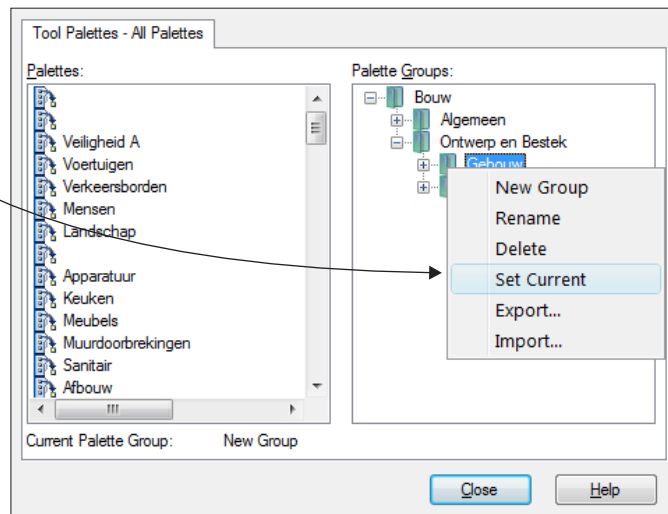 Tool Palettes - All Palettes
Palettes:
Veiligheid A
Voertuigen
Verkeersborden
Mensen
Landschap
Apparatuur
Keuken
Meubels
Muurdoorbrekingen
Sanitair
Afbouw
Palette Groups:
Bouw
Algemeen
Ontwerp en Bestek
Gebouw
New Group
Rename
Delete
Set Current
Export...
Import...
Current Palette Group: New Group
Close
Help